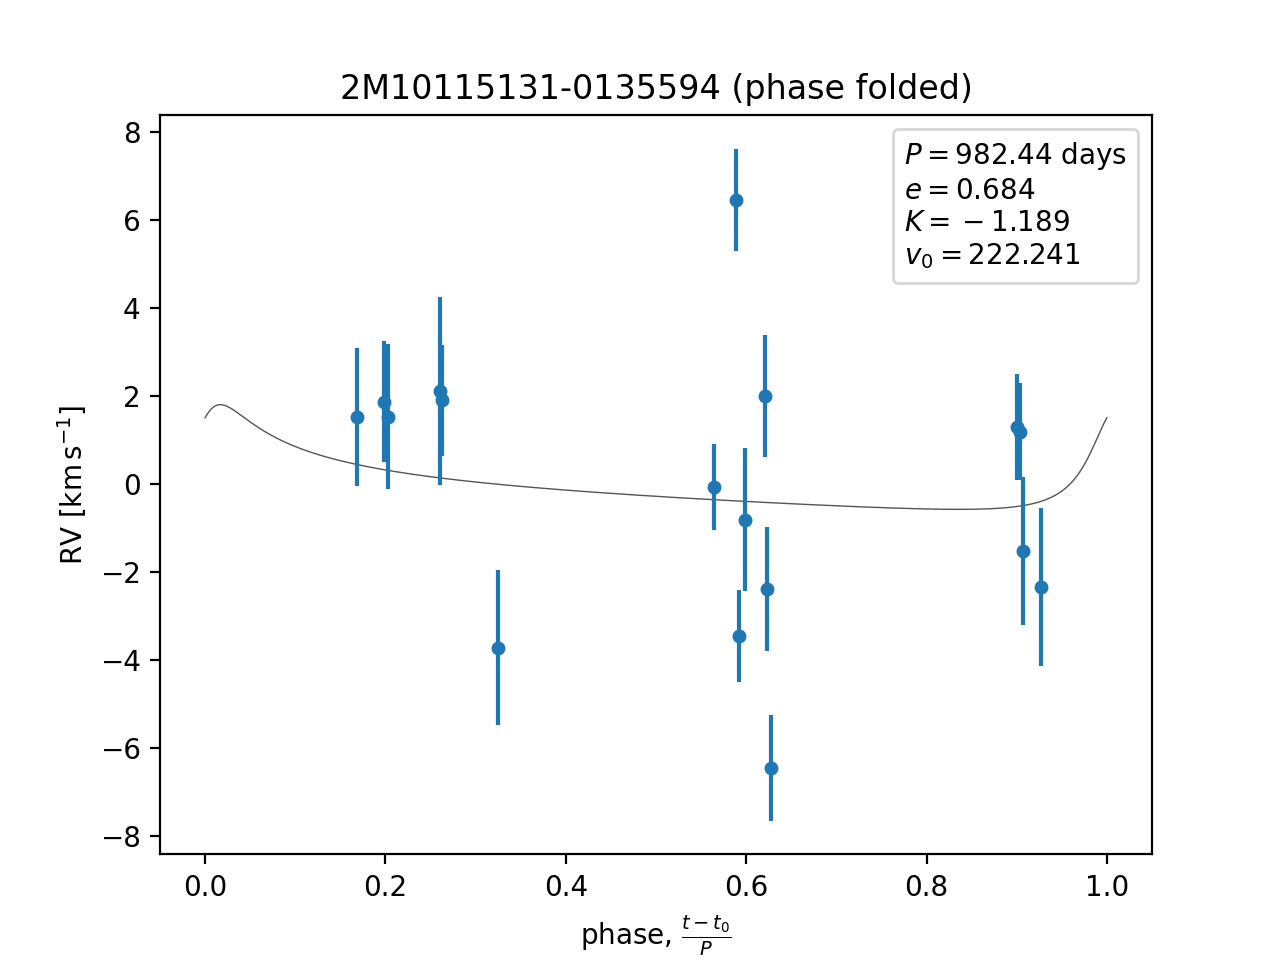 2M10115131-0135594 (phase folded)
P = 982.44 days
e = 0.684
K = −1.189
v₀ = 222.241
RV [km s⁻¹]
8
6
4
2
0
−2
−4
−6
−8
0.0 0.2 0.4 0.6 0.8 1.0
phase, (t − t₀)/P